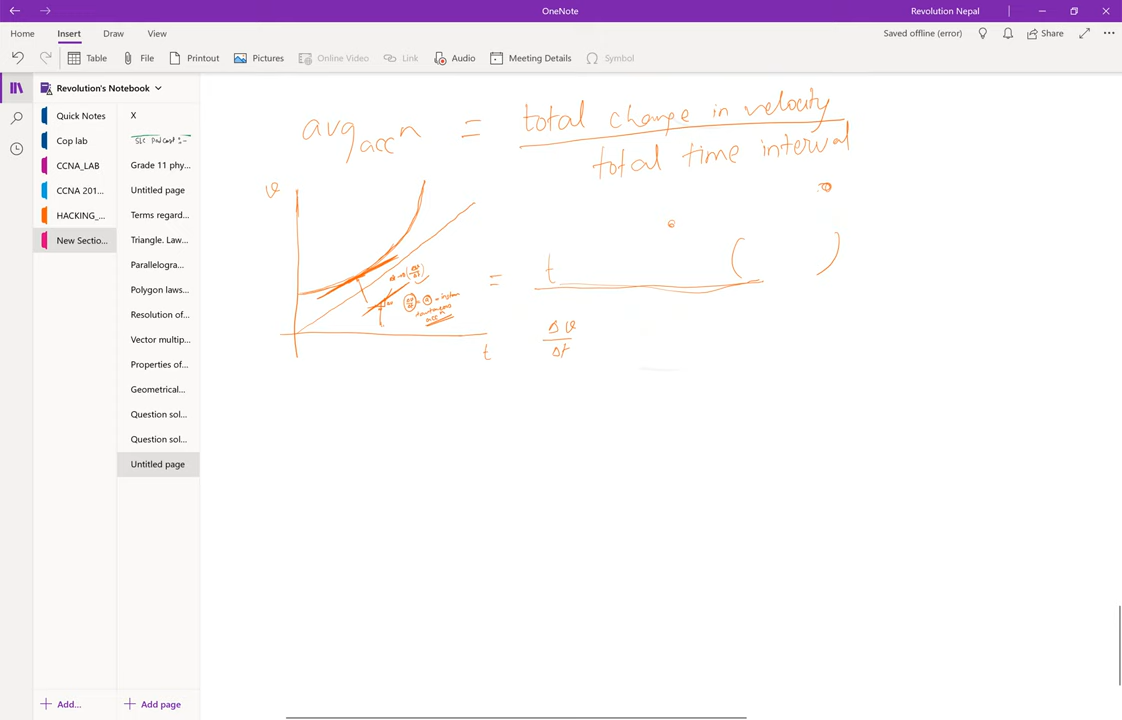 OneNote
Revolution Nepal
Home Insert Draw View
Saved offline (error) Share
Table File Printout Pictures Online Video Link Audio Meeting Details Symbol
Revolution's Notebook
Quick Notes
Cop lab
CCNA_LAB
CCNA 201...
HACKING_...
New Sectio...
X
Grade 11 phy...
Untitled page
Terms regard...
Triangle. Law...
Parallelogra...
Polygon laws...
Resolution of...
Vector multip...
Properties of...
Geometrical...
Question sol...
Question sol...
Untitled page
Add...
Add page
avg accn = total change in velocity
total time interval
v
t
= t ( )
Δv
Δt